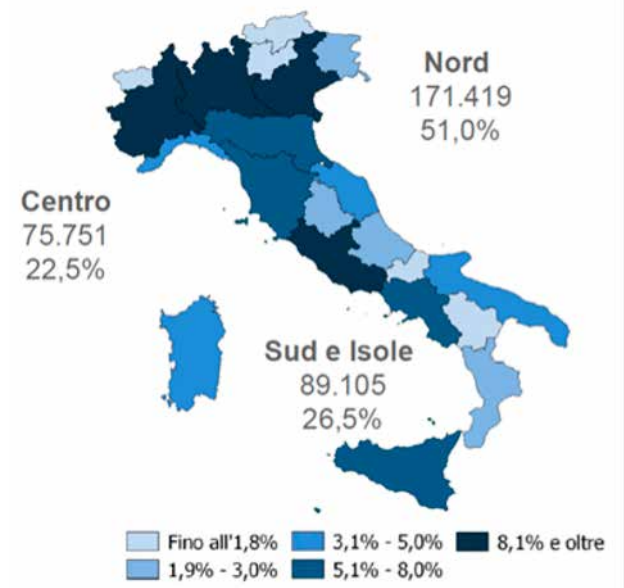 Nord
171.419
51,0%
Centro
75.751
22,5%
Sud e Isole
89.105
26,5%
Fino all'1,8%
3,1% - 5,0%
8,1% e oltre
1,9% - 3,0%
5,1% - 8,0%